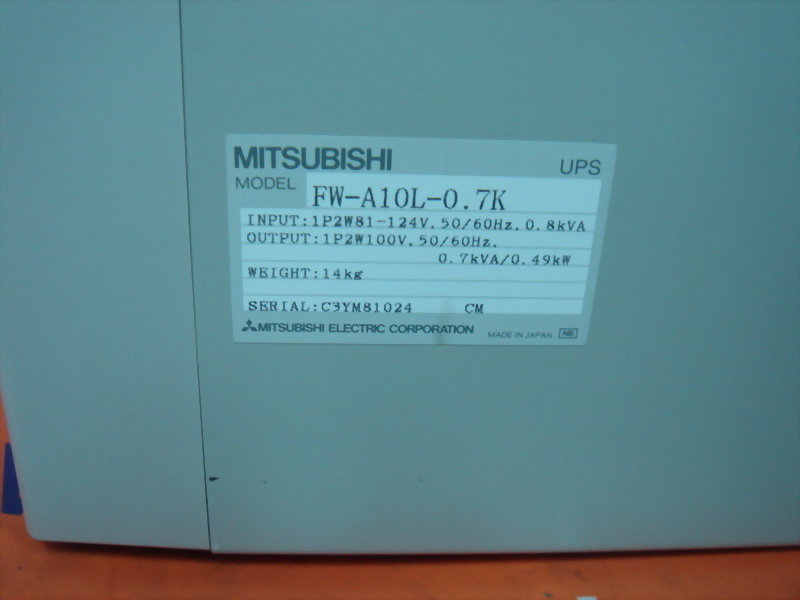 MITSUBISHI UPS
MODEL FW-A10L-0.7K
INPUT:1P2W81-124V.50/60Hz.0.8kVA
OUTPUT:1P2W100V.50/60Hz.
0.7kVA/0.49kW
WEIGHT:14kg
SERIAL:C3YM81024 CM
MITSUBISHI ELECTRIC CORPORATION MADE IN JAPAN NB